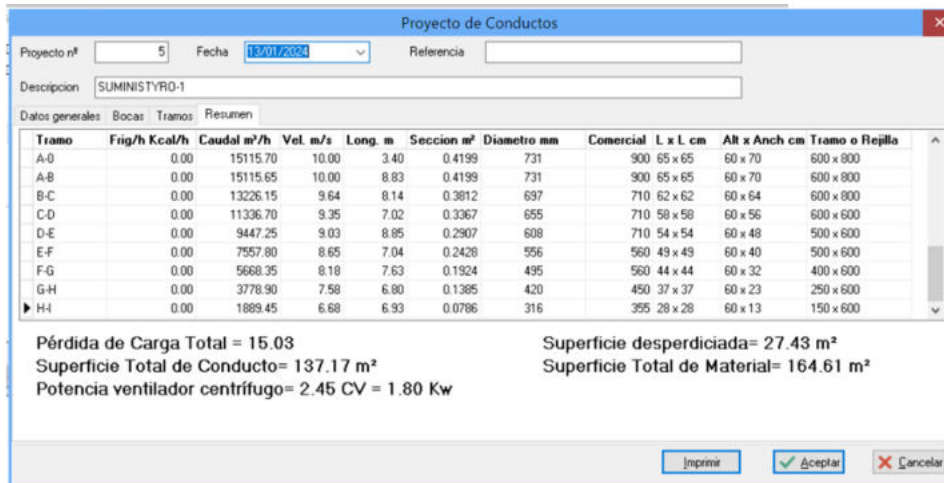 Proyecto de Conductos
Proyecto nº 5 Fecha 13/01/2024 Referencia
Descripcion SUMINISTYRO-1
Datos generales Bocas Tramos Resumen
Tramo Frig/h Kcal/h Caudal m³/h Vel. m/s Long. m Seccion m² Diametro mm Comercial L x L cm Alt x Anch cm Tramo o Rejilla
A-0 0.00 15115.70 10.00 3.40 0.4199 731 900 65 x 65 60 x 70 600 x 800
A-B 0.00 15115.65 10.00 8.83 0.4199 731 900 65 x 65 60 x 70 600 x 800
B-C 0.00 13226.15 9.64 8.14 0.3812 697 710 62 x 62 60 x 64 600 x 800
C-D 0.00 11336.70 9.35 7.02 0.3367 655 710 58 x 58 60 x 56 600 x 600
D-E 0.00 9447.25 9.03 8.85 0.2907 608 710 54 x 54 60 x 48 500 x 600
E-F 0.00 7557.80 8.65 7.04 0.2428 556 560 49 x 49 60 x 40 500 x 600
F-G 0.00 5668.35 8.18 7.63 0.1924 495 560 44 x 44 60 x 32 400 x 600
G-H 0.00 3778.90 7.58 6.80 0.1385 420 450 37 x 37 60 x 23 250 x 600
H-I 0.00 1889.45 6.68 6.93 0.0786 316 355 28 x 28 60 x 13 150 x 600
Pérdida de Carga Total = 15.03 Superficie desperdiciada= 27.43 m²
Superficie Total de Conducto= 137.17 m² Superficie Total de Material= 164.61 m²
Potencia ventilador centrífugo= 2.45 CV = 1.80 Kw
Imprimir Aceptar Cancelar